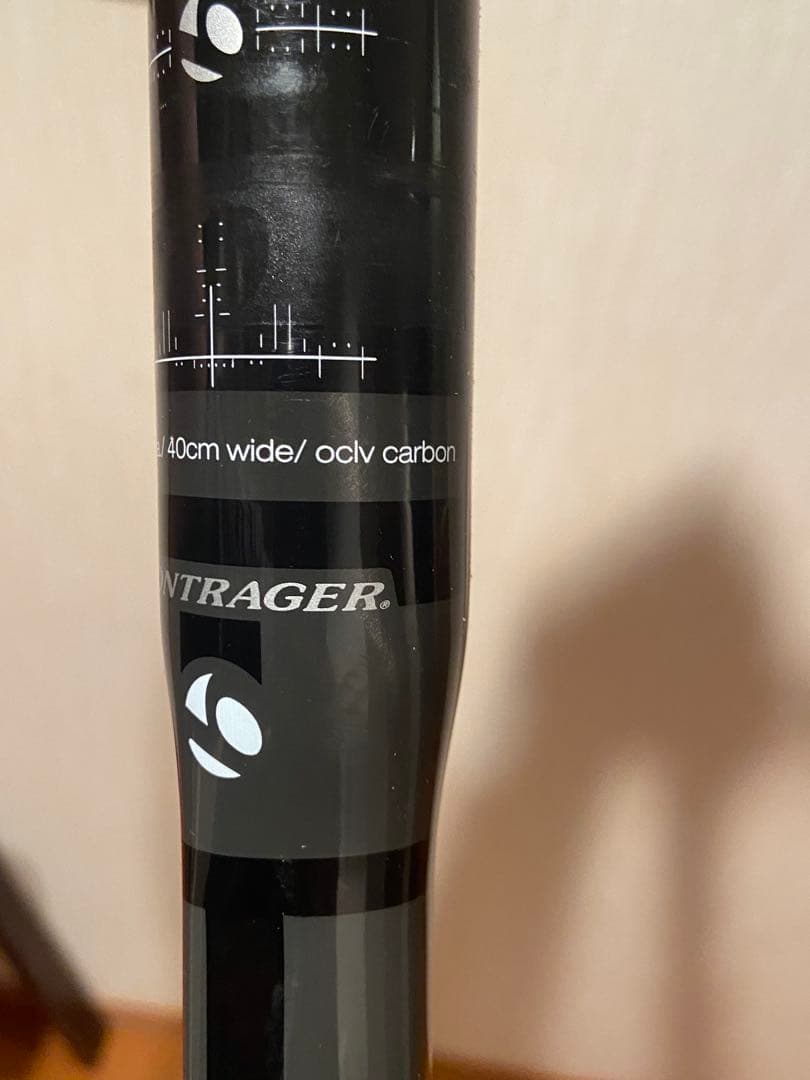 / 40cm wide/ oclv carbon
NTRAGER®